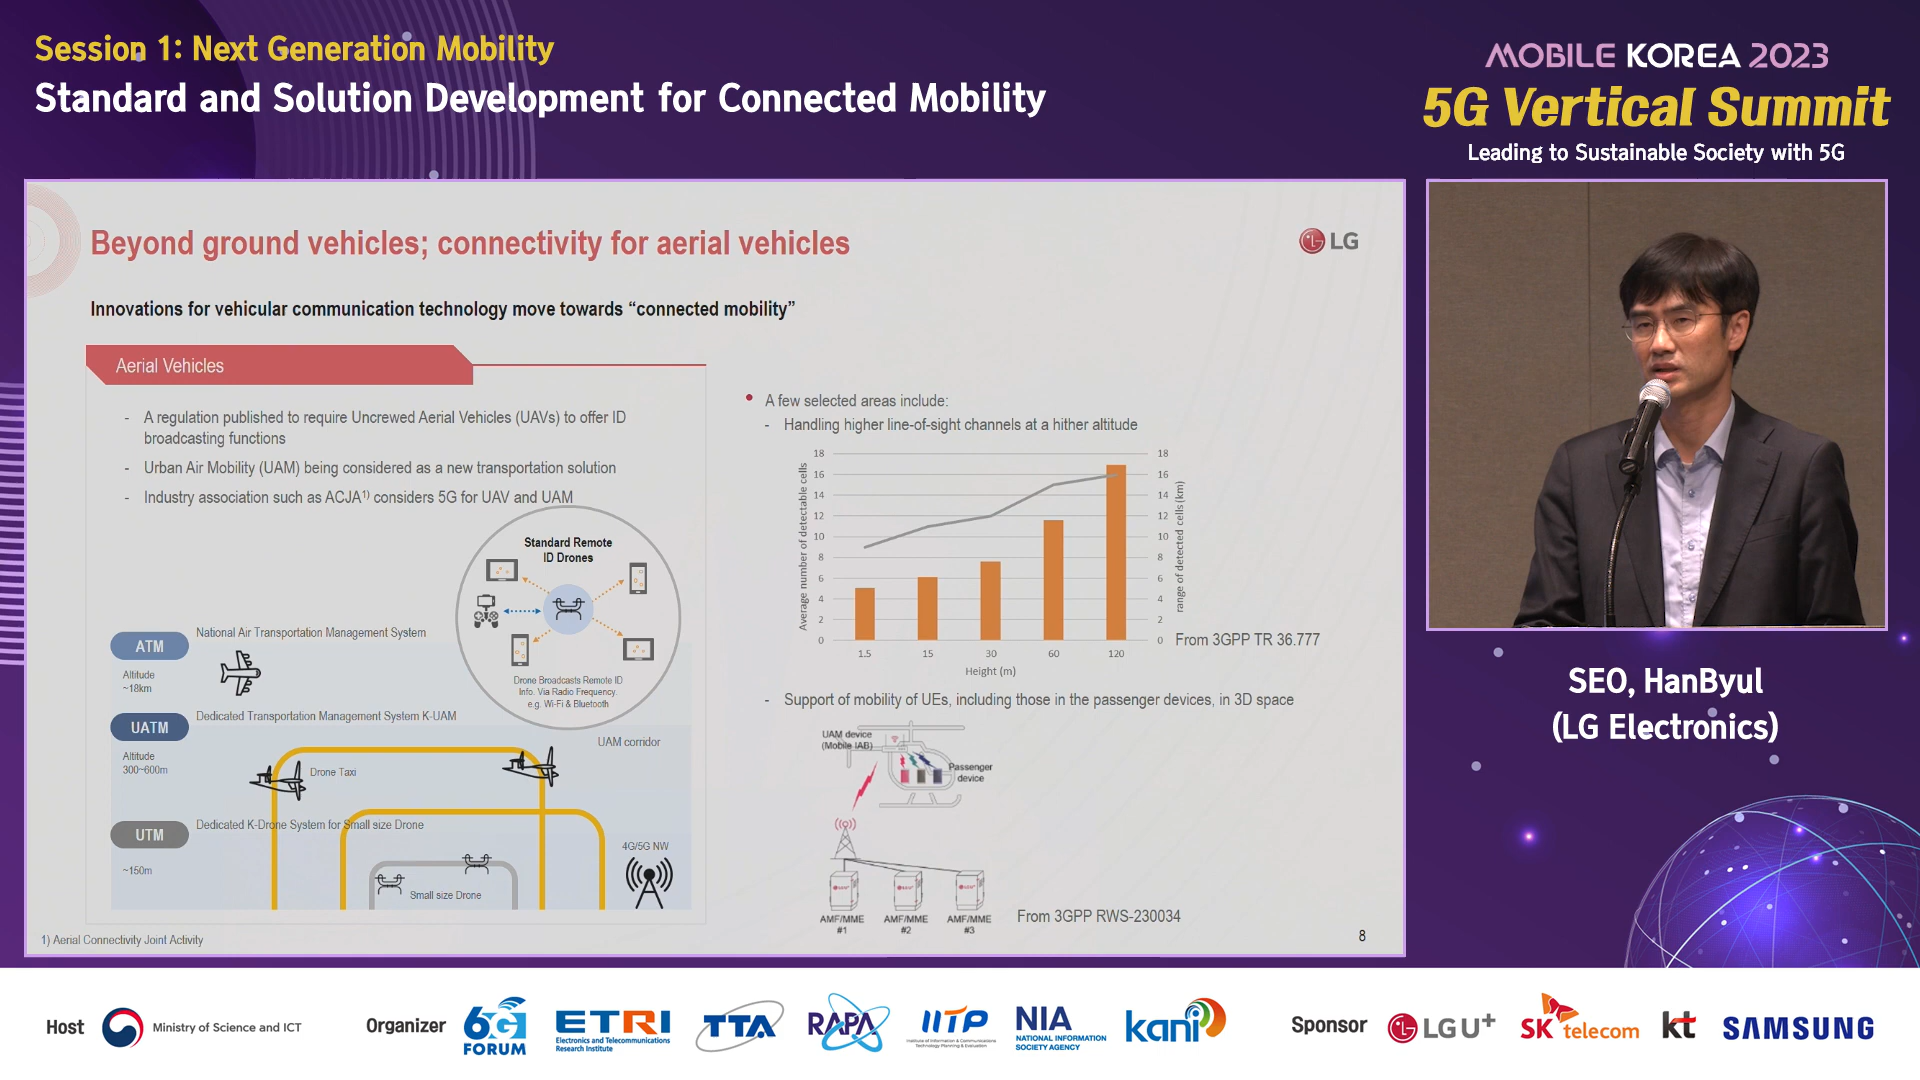 Session 1: Next Generation Mobility
Standard and Solution Development for Connected Mobility
MOBILE KOREA 2023
5G Vertical Summit
Leading to Sustainable Society with 5G
Beyond ground vehicles; connectivity for aerial vehicles
LG
Innovations for vehicular communication technology move towards “connected mobility”
Aerial Vehicles
- A regulation published to require Uncrewed Aerial Vehicles (UAVs) to offer ID
broadcasting functions
- Urban Air Mobility (UAM) being considered as a new transportation solution
- Industry association such as ACJA1) considers 5G for UAV and UAM
Standard Remote
ID Drones
Drone Broadcasts Remote ID
Info. Via Radio Frequency.
e.g. Wi-Fi & Bluetooth
ATM
National Air Transportation Management System
Altitude
~18km
UATM
Dedicated Transportation Management System K-UAM
Altitude
300~600m
UAM corridor
Drone Taxi
UTM
Dedicated K-Drone System for Small size Drone
~150m
4G/5G NW
Small size Drone
1) Aerial Connectivity Joint Activity
• A few selected areas include:
- Handling higher line-of-sight channels at a hither altitude
Average number of detectable cells
18
16
14
12
10
8
6
4
2
0
18
16
14
12
10
8
6
4
2
0
range of detected cells(km)
1.5 15 30 60 120
Height (m)
From 3GPP TR 36.777
- Support of mobility of UEs, including those in the passenger devices, in 3D space
UAM device
(Mobile IAB)
Passenger
device
AMF/MME
#1
AMF/MME
#2
AMF/MME
#3
From 3GPP RWS-230034
8
SEO, HanByul
(LG Electronics)
Host
Ministry of Science and ICT
Organizer
6G
FORUM
ETRI
Electronics and Telecommunications
Research Institute
TTA
RAPA
IITP
Institute of Information & Communications
Technology Planning & Evaluation
NIA
NATIONAL INFORMATION
SOCIETY AGENCY
kani
Sponsor
LG U+
SK telecom
kt
SAMSUNG